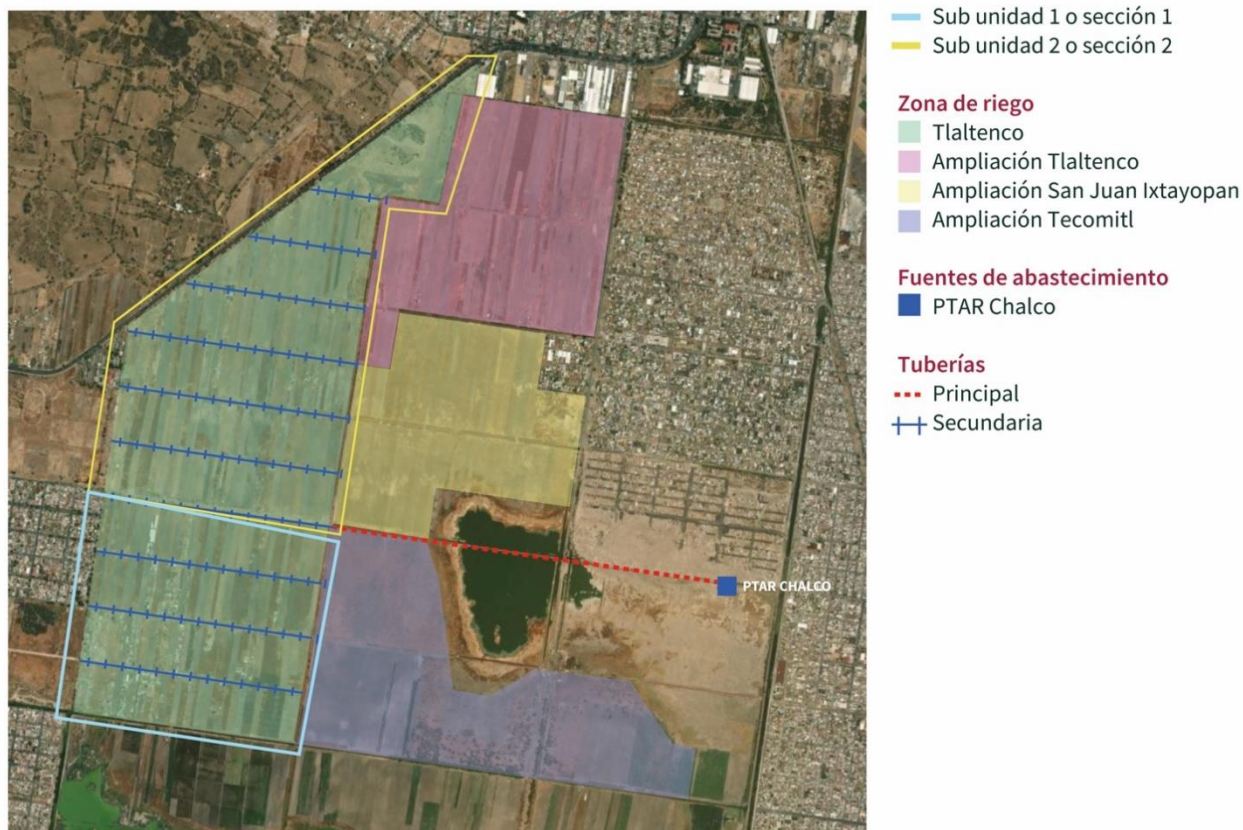 Sub unidad 1 o sección 1
Sub unidad 2 o sección 2
Zona de riego
Tlaltenco
Ampliación Tlaltenco
Ampliación San Juan Ixtayopan
Ampliación Tecomitl
Fuentes de abastecimiento
PTAR Chalco
Tuberías
Principal
Secundaria
PTAR CHALCO